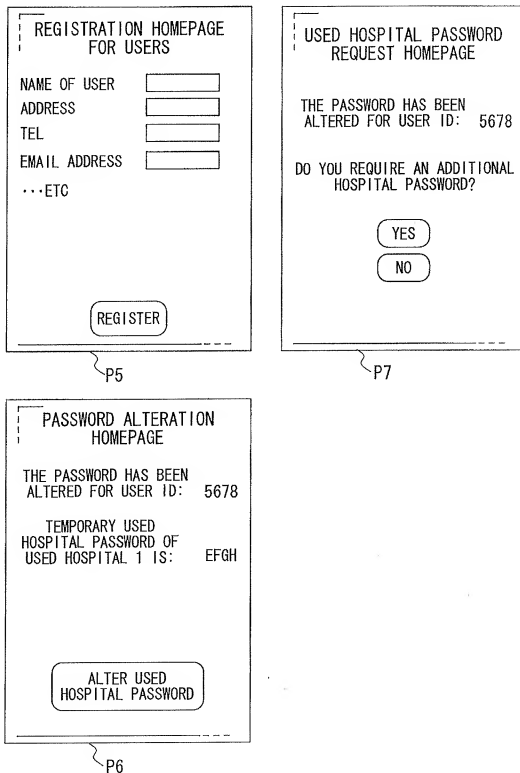 REGISTRATION HOMEPAGE
FOR USERS
NAME OF USER
ADDRESS
TEL
EMAIL ADDRESS
···ETC
REGISTER
P5
USED HOSPITAL PASSWORD
REQUEST HOMEPAGE
THE PASSWORD HAS BEEN
ALTERED FOR USER ID: 5678
DO YOU REQUIRE AN ADDITIONAL
HOSPITAL PASSWORD?
YES
NO
P7
PASSWORD ALTERATION
HOMEPAGE
THE PASSWORD HAS BEEN
ALTERED FOR USER ID: 5678
TEMPORARY USED
HOSPITAL PASSWORD OF
USED HOSPITAL 1 IS: EFGH
ALTER USED
HOSPITAL PASSWORD
P6